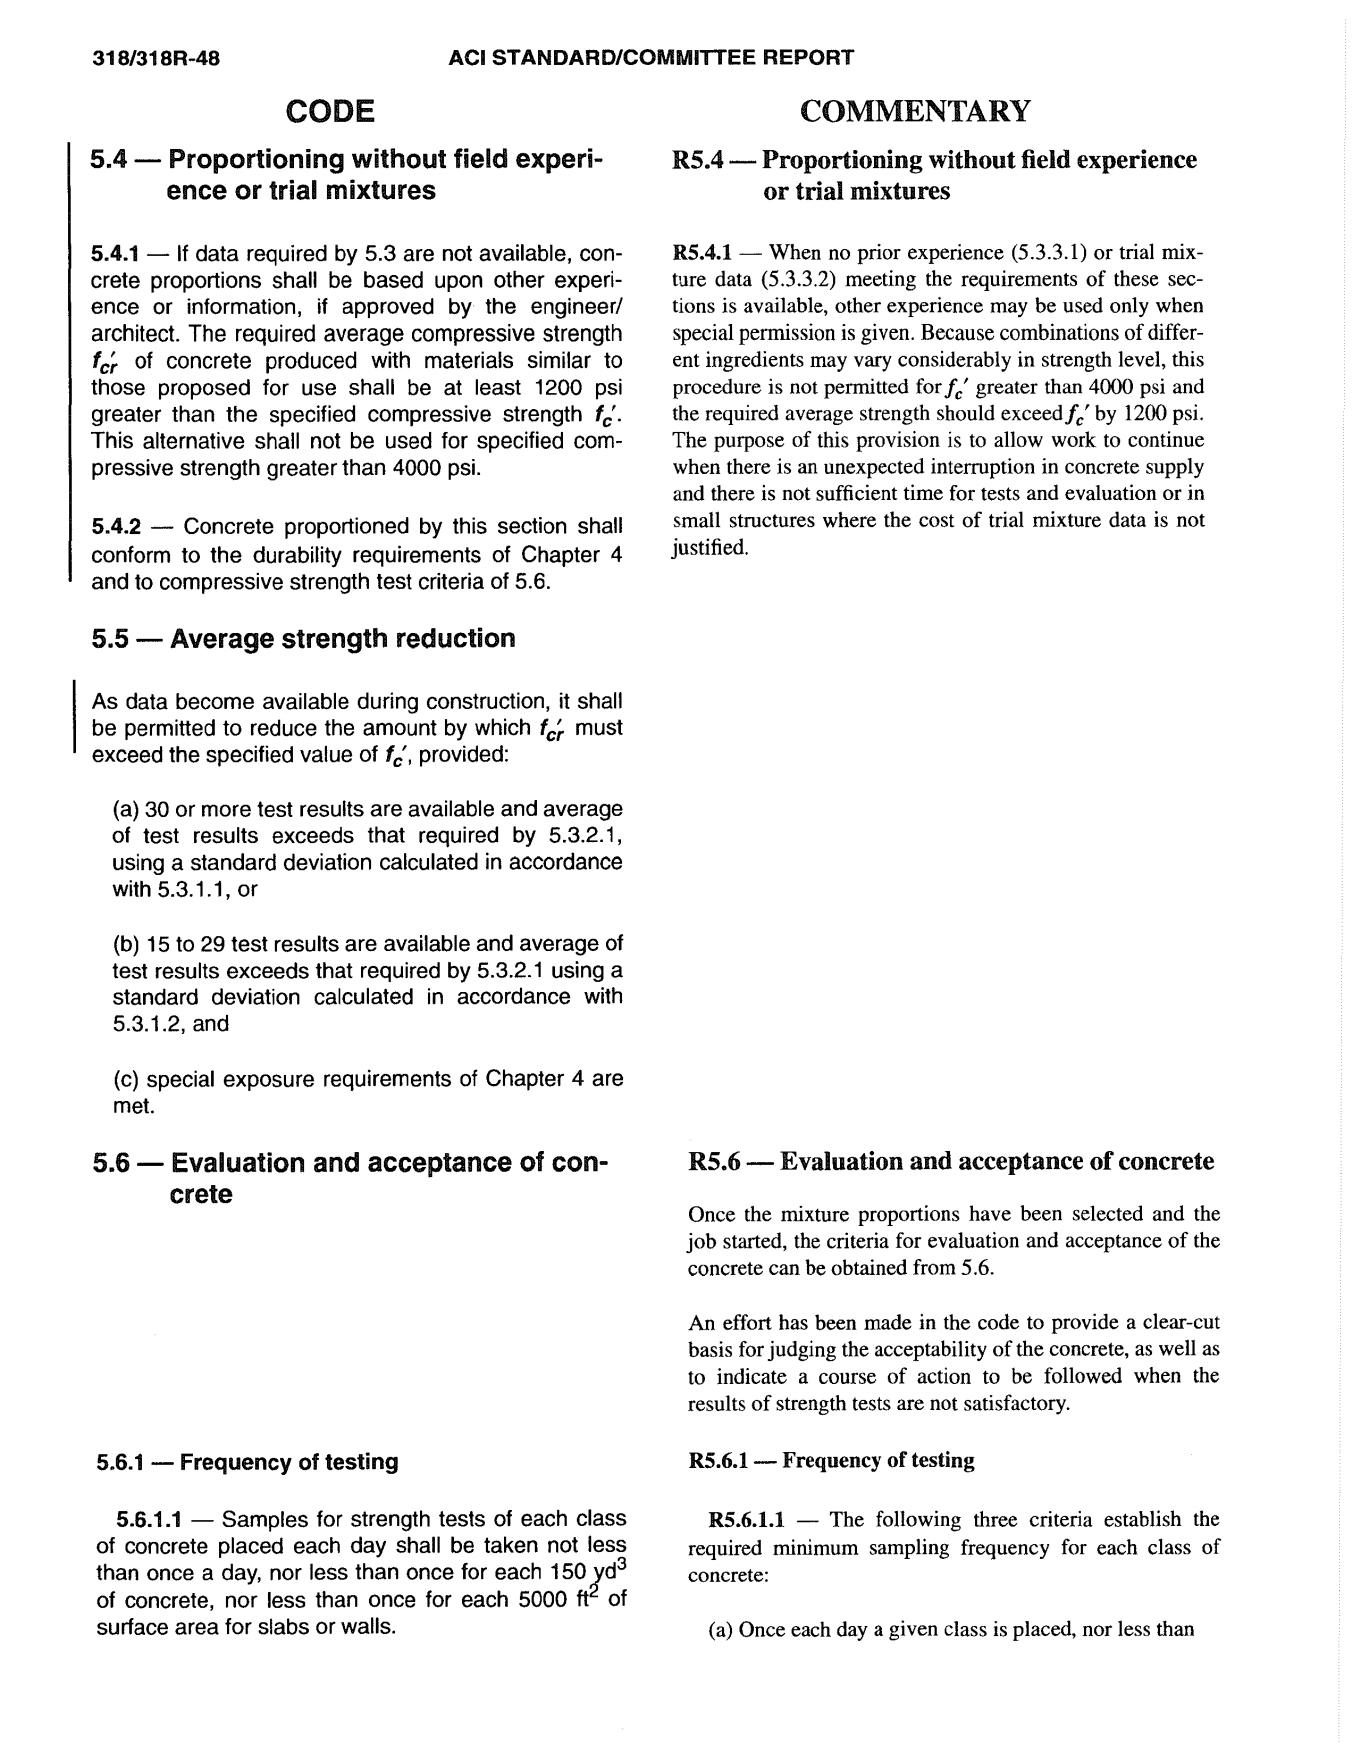 318/318R-48
ACI STANDARD/COMMITTEE REPORT
CODE
5.4 — Proportioning without field experi-
ence or trial mixtures
5.4.1 — If data required by 5.3 are not available, con-
crete proportions shall be based upon other experi-
ence or information, if approved by the engineer/
architect. The required average compressive strength
f′cr of concrete produced with materials similar to
those proposed for use shall be at least 1200 psi
greater than the specified compressive strength f′c.
This alternative shall not be used for specified com-
pressive strength greater than 4000 psi.
5.4.2 — Concrete proportioned by this section shall
conform to the durability requirements of Chapter 4
and to compressive strength test criteria of 5.6.
5.5 — Average strength reduction
As data become available during construction, it shall
be permitted to reduce the amount by which f′cr must
exceed the specified value of f′c, provided:
(a) 30 or more test results are available and average
of test results exceeds that required by 5.3.2.1,
using a standard deviation calculated in accordance
with 5.3.1.1, or
(b) 15 to 29 test results are available and average of
test results exceeds that required by 5.3.2.1 using a
standard deviation calculated in accordance with
5.3.1.2, and
(c) special exposure requirements of Chapter 4 are
met.
5.6 — Evaluation and acceptance of con-
crete
5.6.1 — Frequency of testing
5.6.1.1 — Samples for strength tests of each class
of concrete placed each day shall be taken not less
than once a day, nor less than once for each 150 yd³
of concrete, nor less than once for each 5000 ft² of
surface area for slabs or walls.
COMMENTARY
R5.4 — Proportioning without field experience
or trial mixtures
R5.4.1 — When no prior experience (5.3.3.1) or trial mix-
ture data (5.3.3.2) meeting the requirements of these sec-
tions is available, other experience may be used only when
special permission is given. Because combinations of differ-
ent ingredients may vary considerably in strength level, this
procedure is not permitted for fc′ greater than 4000 psi and
the required average strength should exceed fc′ by 1200 psi.
The purpose of this provision is to allow work to continue
when there is an unexpected interruption in concrete supply
and there is not sufficient time for tests and evaluation or in
small structures where the cost of trial mixture data is not
justified.
R5.6 — Evaluation and acceptance of concrete
Once the mixture proportions have been selected and the
job started, the criteria for evaluation and acceptance of the
concrete can be obtained from 5.6.
An effort has been made in the code to provide a clear-cut
basis for judging the acceptability of the concrete, as well as
to indicate a course of action to be followed when the
results of strength tests are not satisfactory.
R5.6.1 — Frequency of testing
R5.6.1.1 — The following three criteria establish the
required minimum sampling frequency for each class of
concrete:
(a) Once each day a given class is placed, nor less than